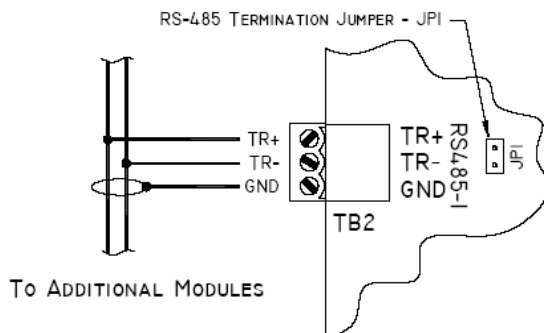 RS-485 TERMINATION JUMPER - JP1
TR+
TR-
GND
TR+
TR-
GND
RS485-1
JP1
TB2
TO ADDITIONAL MODULES